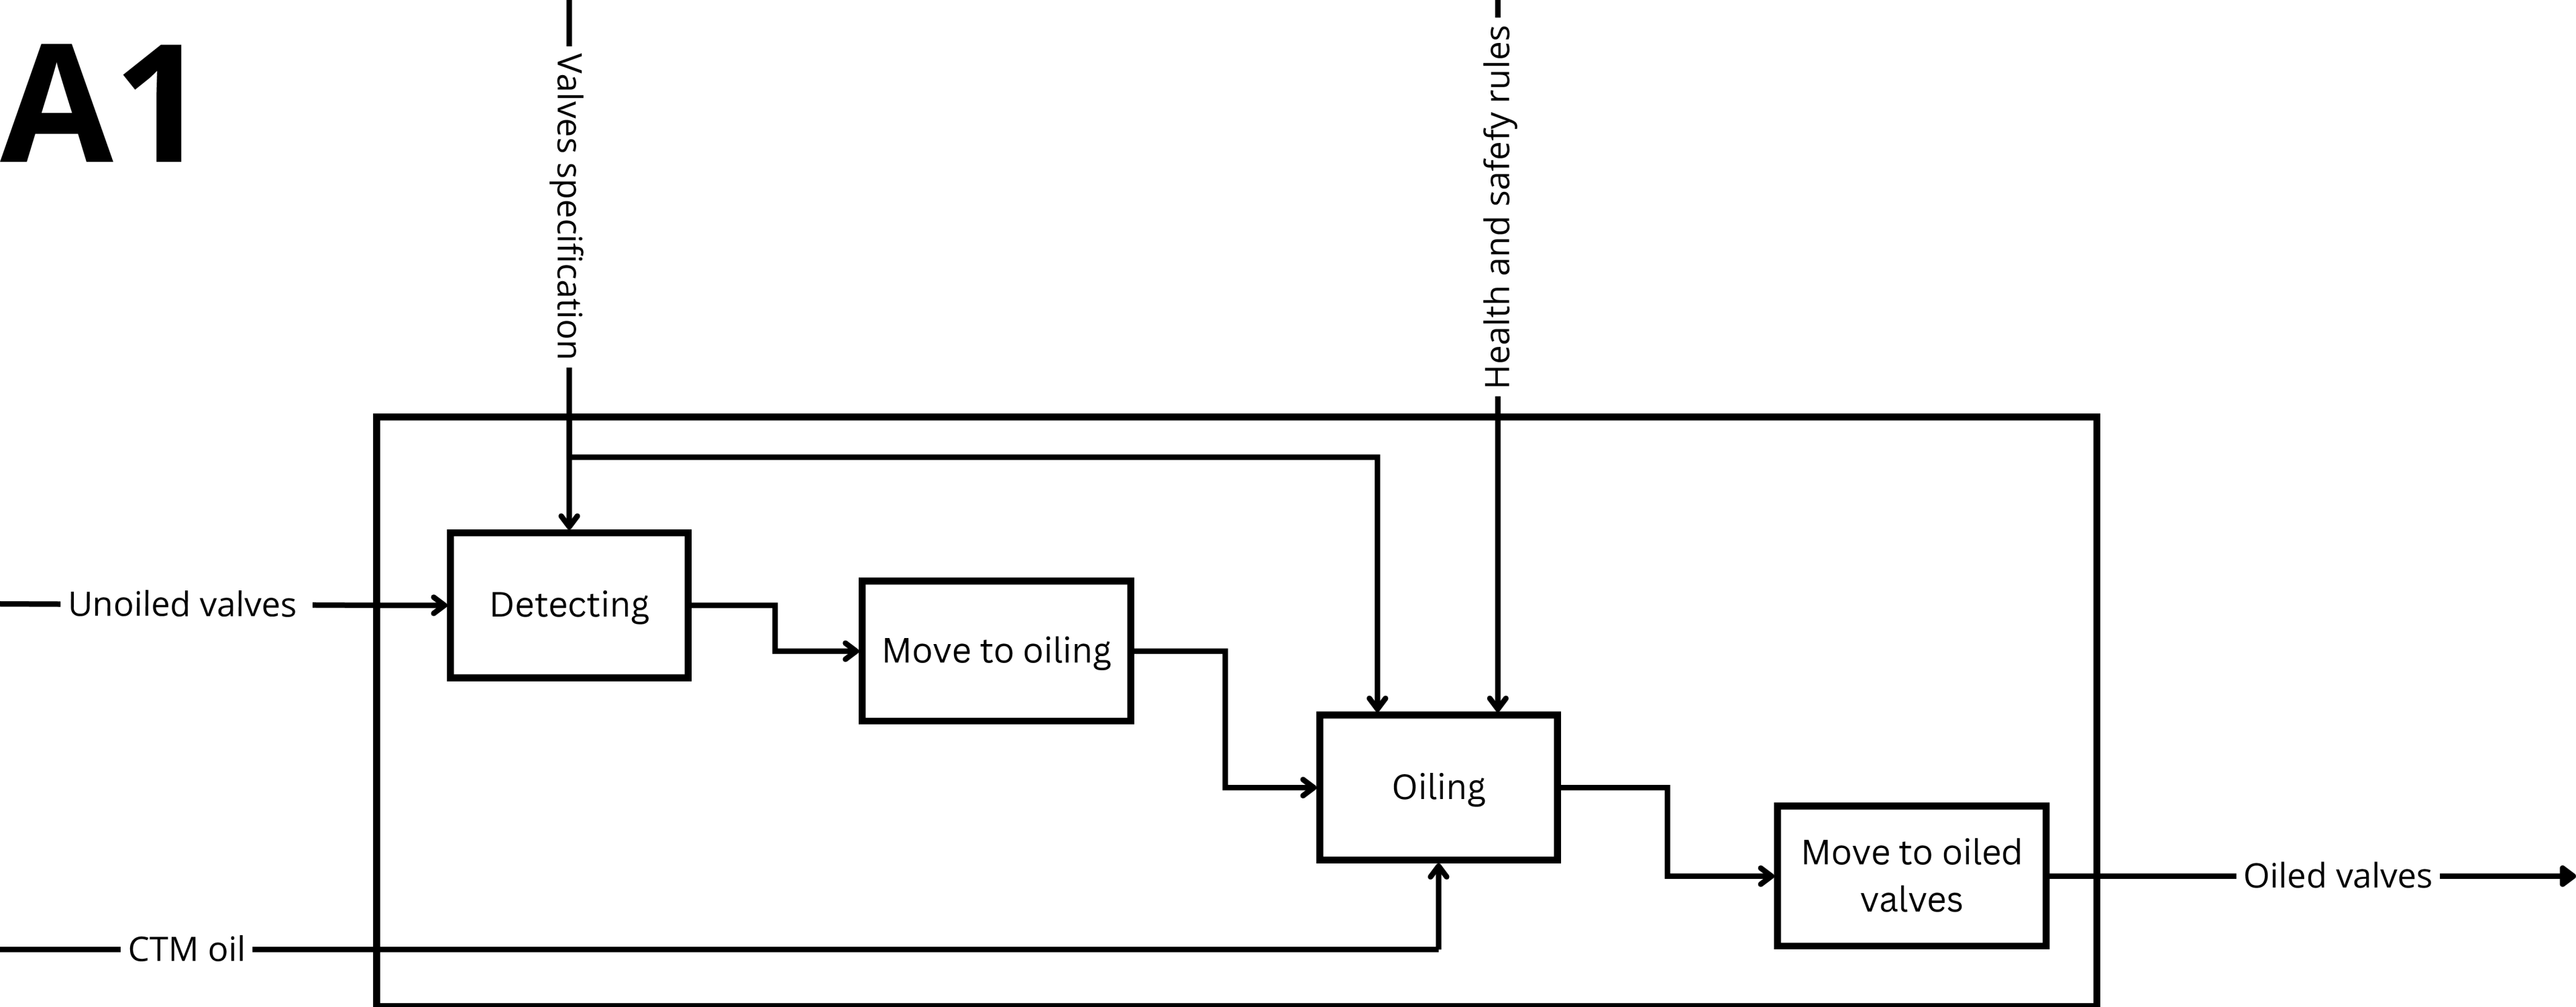 A1
Valves specification
Health and safefy rules
Unoiled valves
Detecting
Move to oiling
Oiling
Move to oiled
valves
Oiled valves
CTM oil